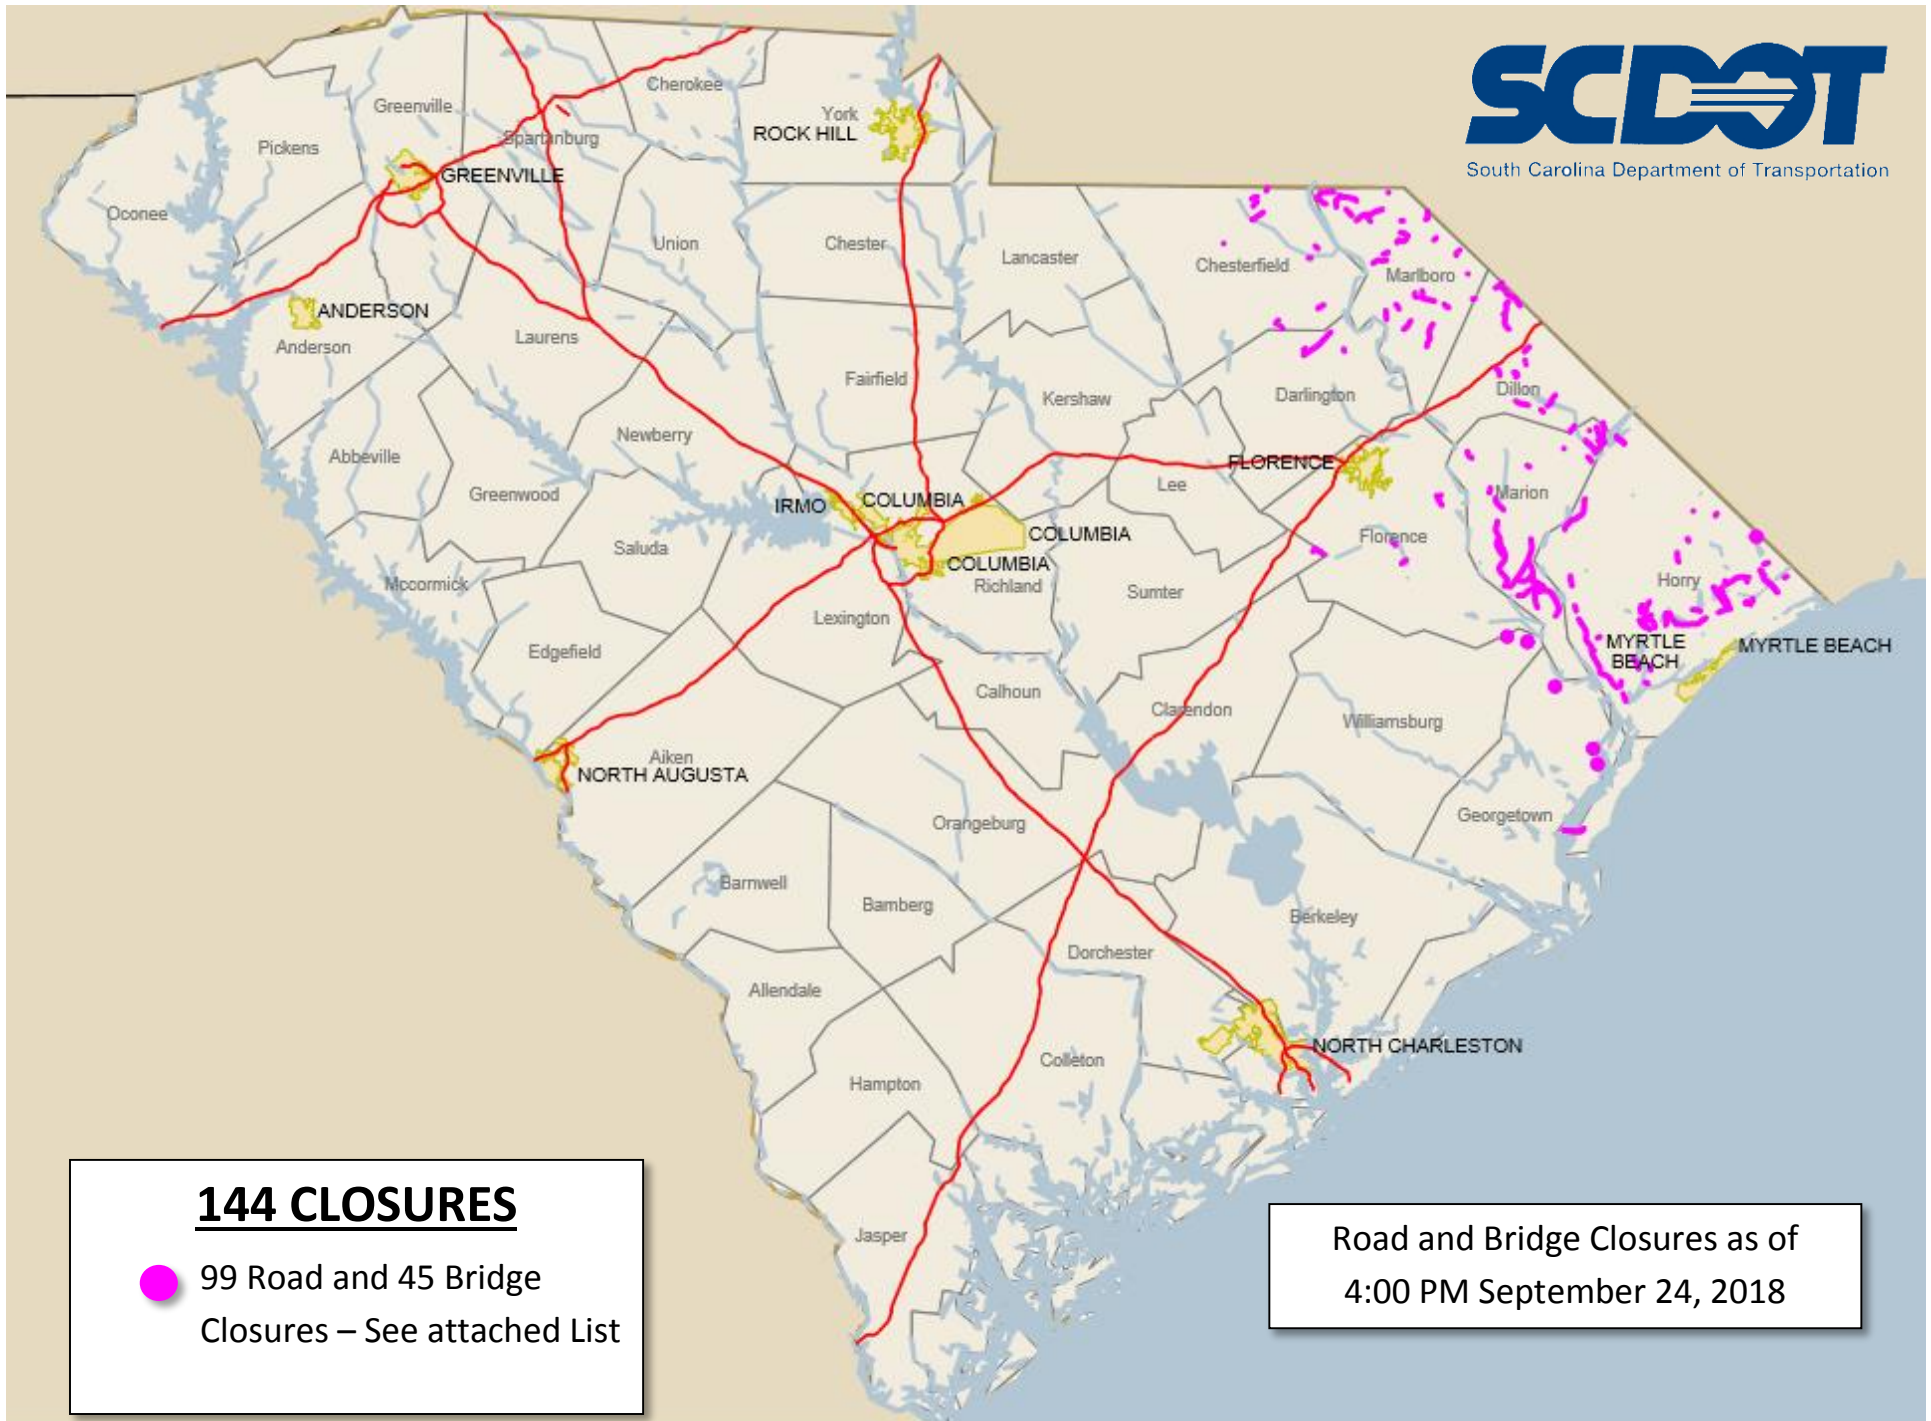 SCDOT
South Carolina Department of Transportation
Cherokee
Greenville
York
ROCK HILL
Spartanburg
Pickens
GREENVILLE
Oconee
Union
Chester
Lancaster
Chesterfield
Marlboro
ANDERSON
Anderson
Laurens
Fairfield
Kershaw
Darlington
Dillon
Newberry
Abbeville
Greenwood
FLORENCE
Lee
Marion
IRMO
COLUMBIA
COLUMBIA
COLUMBIA
Florence
Saluda
Mccormick
Richland
Sumter
Horry
Lexington
Edgefield
MYRTLE
BEACH
MYRTLE BEACH
Calhoun
Clarendon
Williamsburg
Aiken
NORTH AUGUSTA
Orangeburg
Georgetown
Barnwell
Bamberg
Berkeley
Dorchester
Allendale
NORTH CHARLESTON
Colleton
Hampton
Jasper
144 CLOSURES
99 Road and 45 Bridge
Closures – See attached List
Road and Bridge Closures as of
4:00 PM September 24, 2018